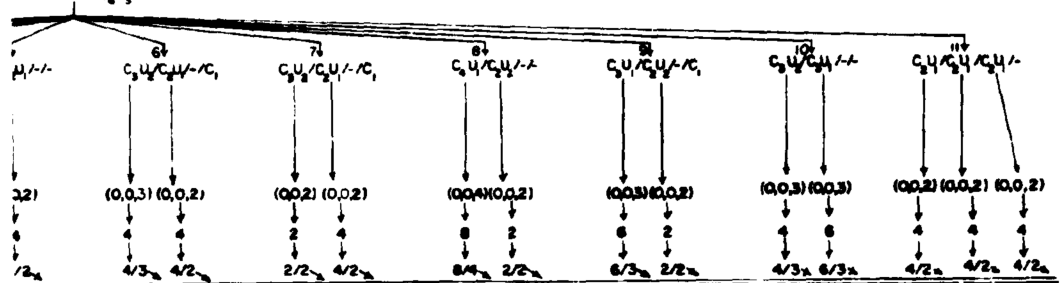 6 7 8 9 10 11
U₁/-/- C₃U₂/C₂U₁/-/C₁ C₃U₂/C₂U₁/-/C₁ C₄U₁/C₂U₂/-/- C₃U₁/C₂U₂/-/C₁ C₃U₂/C₃U₁/-/- C₂U₁/C₂U₁/C₂U₁/-
0,2) (0,0,3) (0,0,2) (0,0,2) (0,0,2) (0,0,4) (0,0,2) (0,0,3) (0,0,2) (0,0,3) (0,0,3) (0,0,2) (0,0,2) (0,0,2)
4 4 4 2 4 8 2 6 2 4 6 4 4 4
/2 4/3 4/2 2/2 4/2 8/4 2/2 6/3 2/2 4/3 6/3 4/2 4/2 4/2